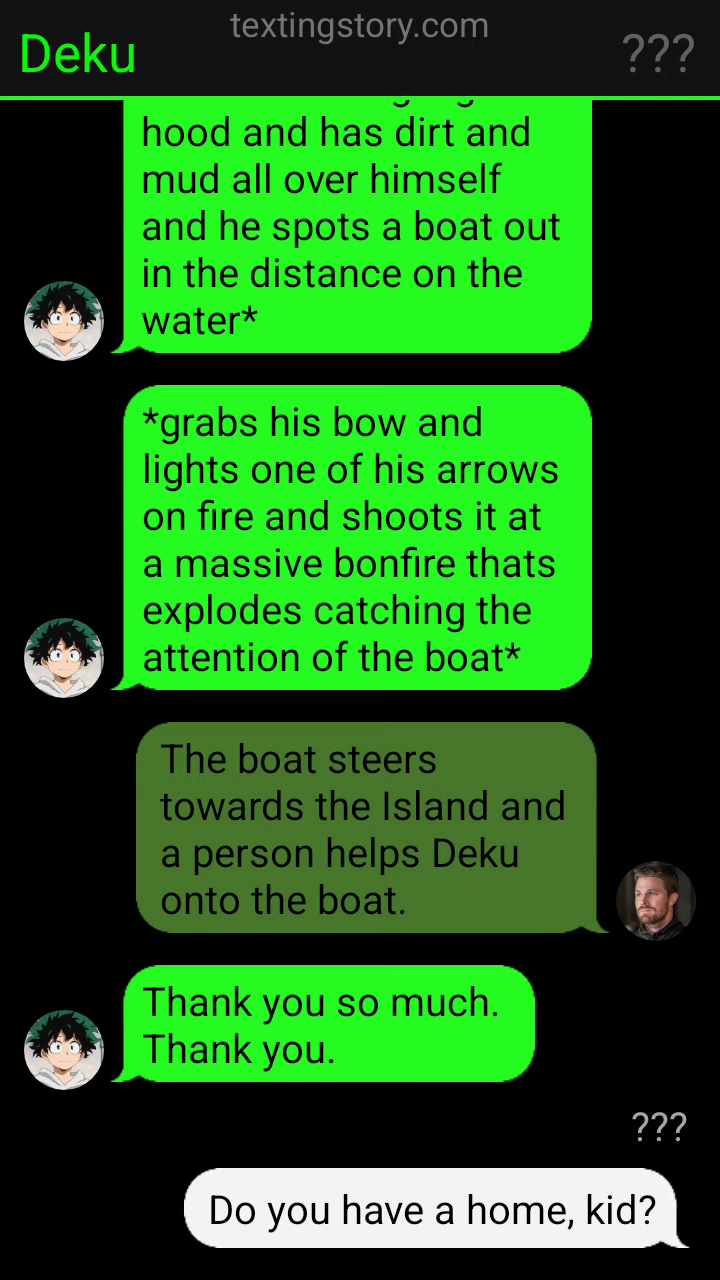 textingstory.com
Deku
???
hood and has dirt and
mud all over himself
and he spots a boat out
in the distance on the
water*
*grabs his bow and
lights one of his arrows
on fire and shoots it at
a massive bonfire thats
explodes catching the
attention of the boat*
The boat steers
towards the Island and
a person helps Deku
onto the boat.
Thank you so much.
Thank you.
???
Do you have a home, kid?